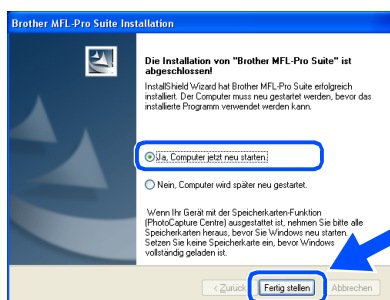 Brother MFL-Pro Suite Installation
Die Installation von "Brother MFL-Pro Suite" ist
abgeschlossen!
InstallShield Wizard hat Brother MFL-Pro Suite erfolgreich
installiert. Der Computer muss neu gestartet werden, bevor das
installierte Programm verwendet werden kann.
Ja, Computer jetzt neu starten.
Nein, Computer wird später neu gestartet.
Wenn Ihr Gerät mit der Speicherkarten-Funktion
(PhotoCapture Centre) ausgestattet ist, nehmen Sie bitte alle
Speicherkarten heraus, bevor Sie Windows neu starten.
Setzen Sie keine Speicherkarte ein, bevor Windows
vollständig geladen ist.
< Zurück Fertig stellen Abbrechen